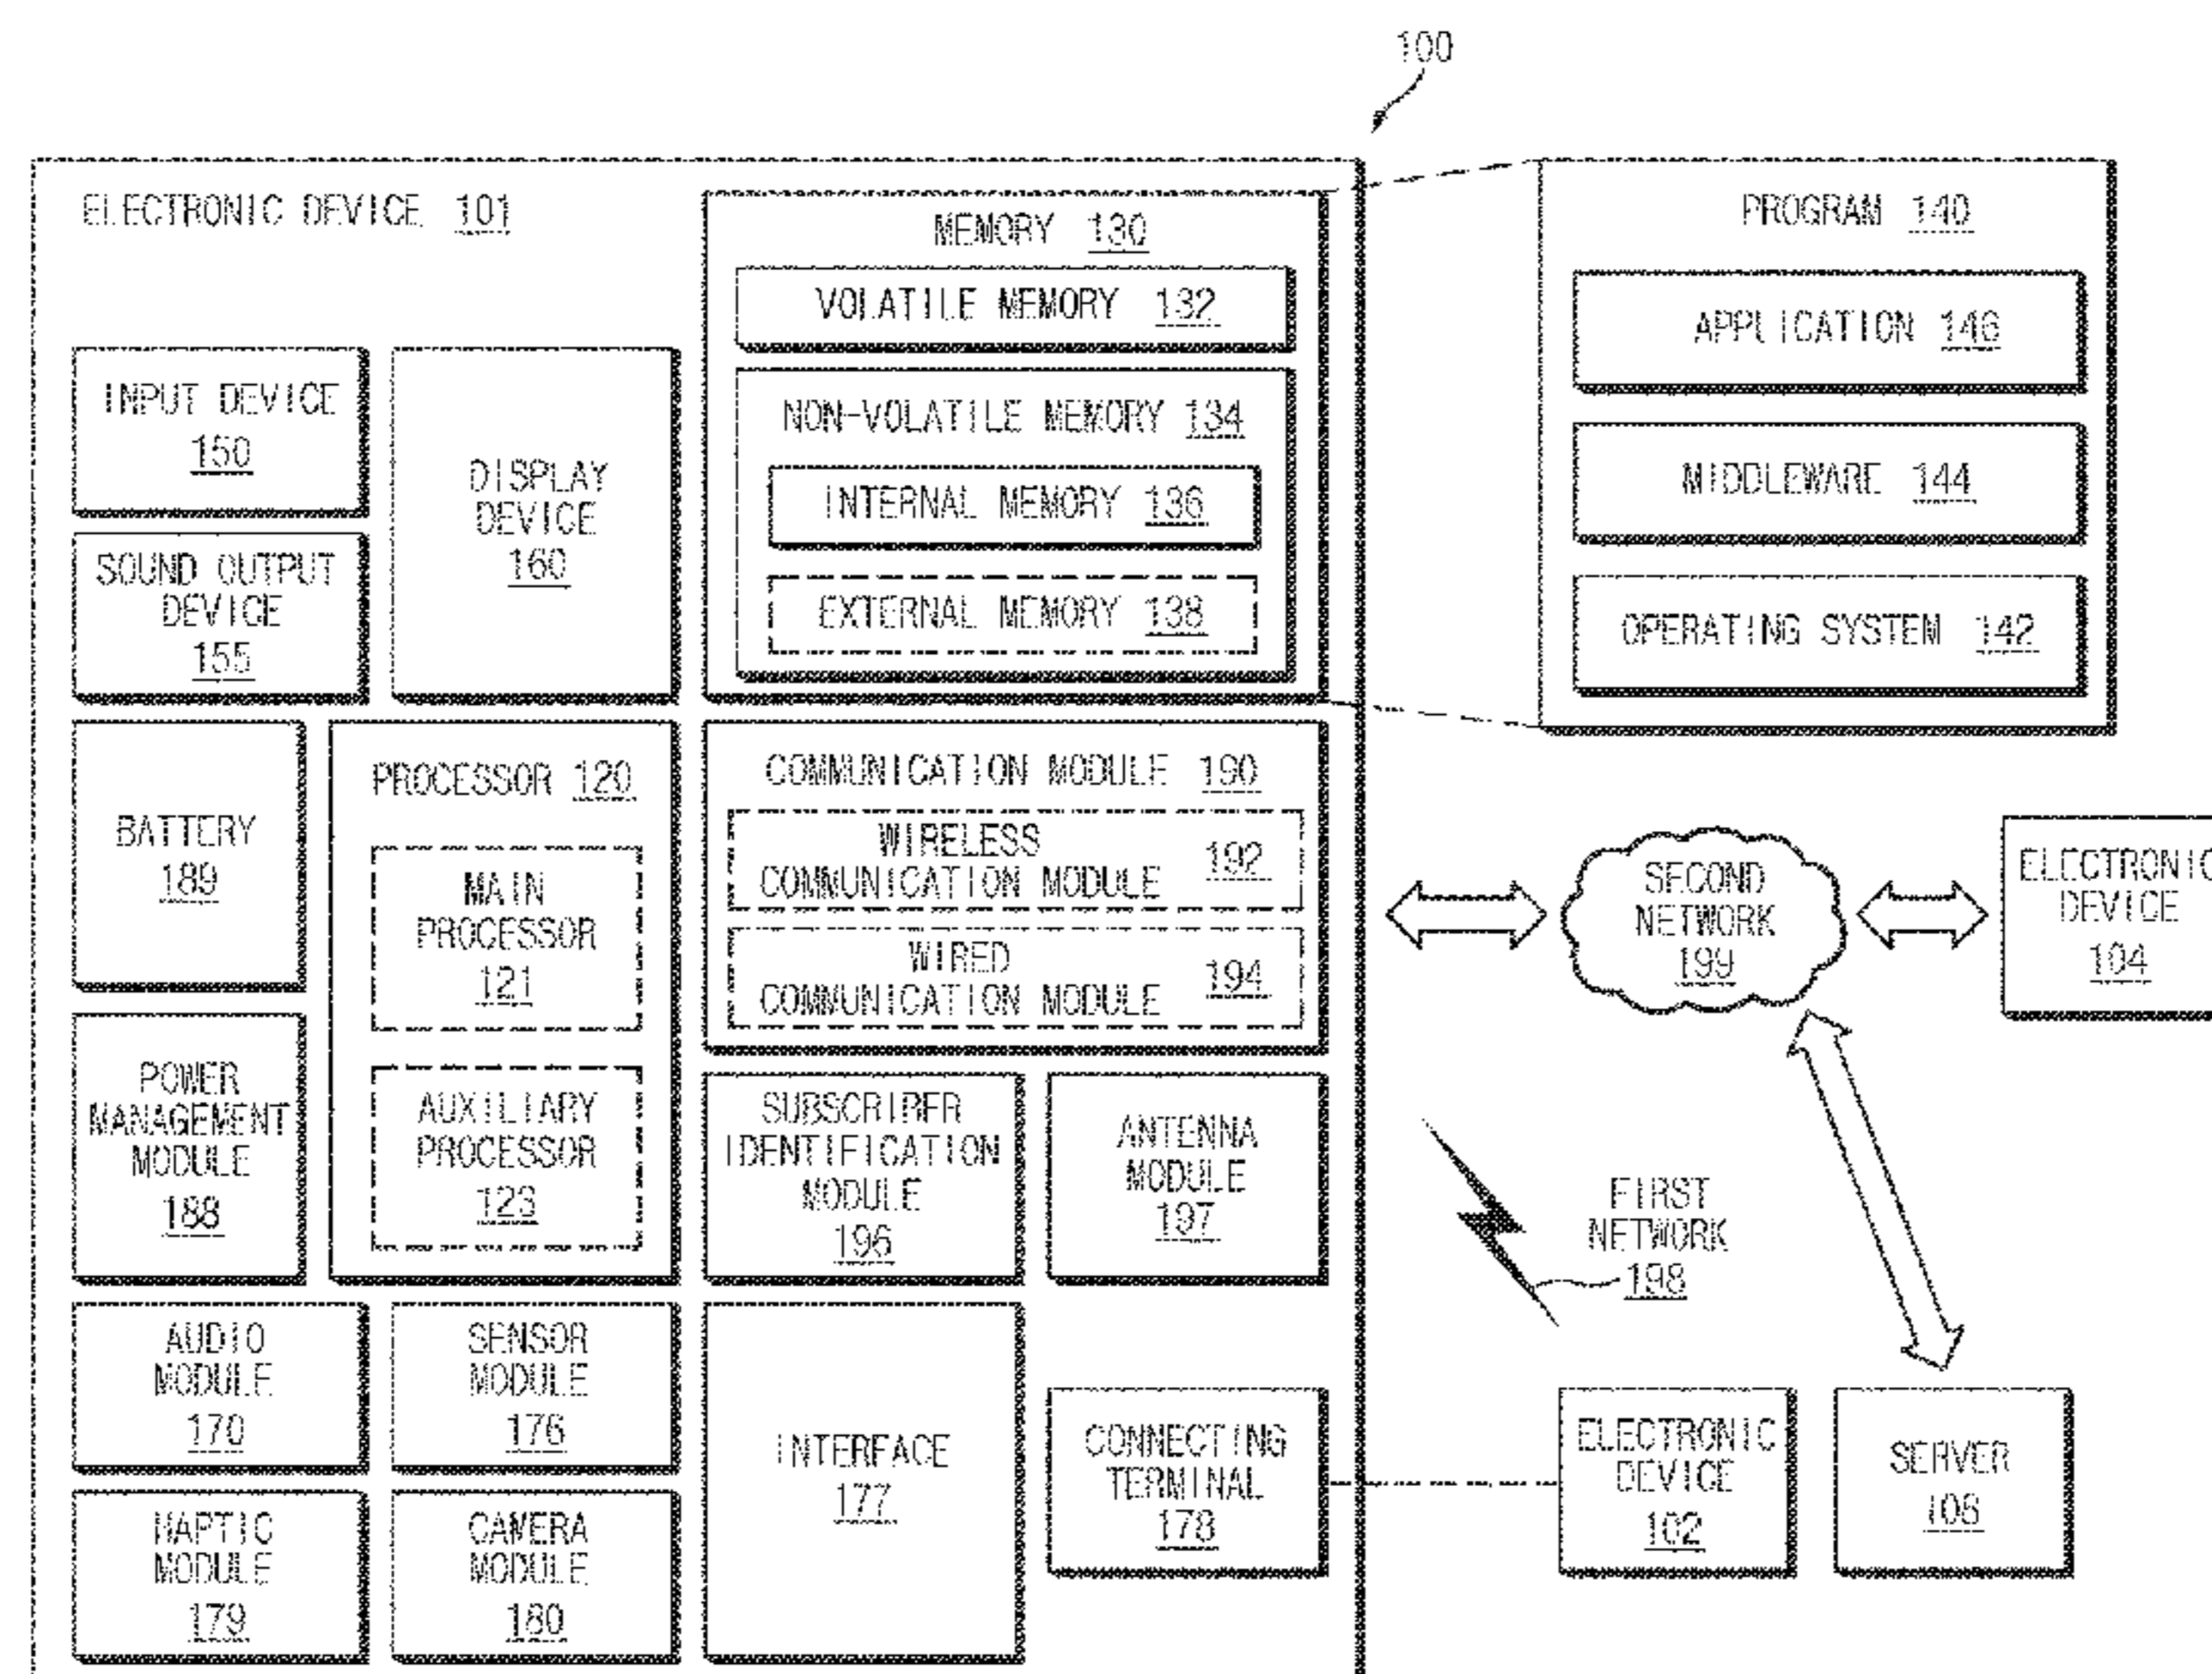 100
ELECTRONIC DEVICE 101
MEMORY 130
VOLATILE MEMORY 132
NON-VOLATILE MEMORY 134
INTERNAL MEMORY 136
EXTERNAL MEMORY 138
PROGRAM 140
APPLICATION 146
MIDDLEWARE 144
OPERATING SYSTEM 142
INPUT DEVICE
150
SOUND OUTPUT
DEVICE
155
DISPLAY
DEVICE
160
BATTERY
189
POWER
MANAGEMENT
MODULE
188
PROCESSOR 120
MAIN
PROCESSOR
121
AUXILIARY
PROCESSOR
123
COMMUNICATION MODULE 190
WIRELESS
COMMUNICATION MODULE 192
WIRED
COMMUNICATION MODULE 194
SUBSCRIBER
IDENTIFICATION
MODULE
196
ANTENNA
MODULE
197
SECOND
NETWORK
199
ELECTRONIC
DEVICE
104
FIRST
NETWORK
198
AUDIO
MODULE
170
SENSOR
MODULE
176
INTERFACE
177
CONNECTING
TERMINAL
178
ELECTRONIC
DEVICE
102
SERVER
108
HAPTIC
MODULE
179
CAMERA
MODULE
180